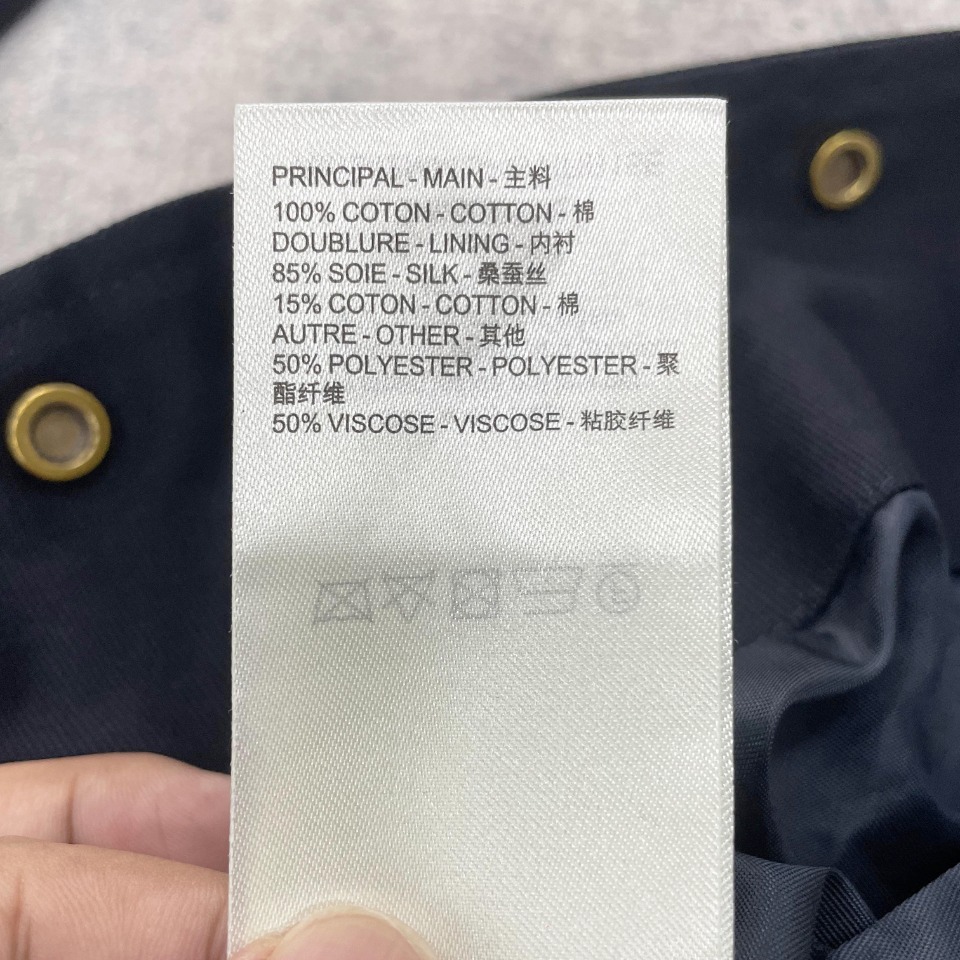 PRINCIPAL - MAIN - 主料
100% COTON - COTTON - 棉
DOUBLURE - LINING - 内衬
85% SOIE - SILK - 桑蚕丝
15% COTON - COTTON - 棉
AUTRE - OTHER - 其他
50% POLYESTER - POLYESTER - 聚
酯纤维
50% VISCOSE - VISCOSE - 粘胶纤维